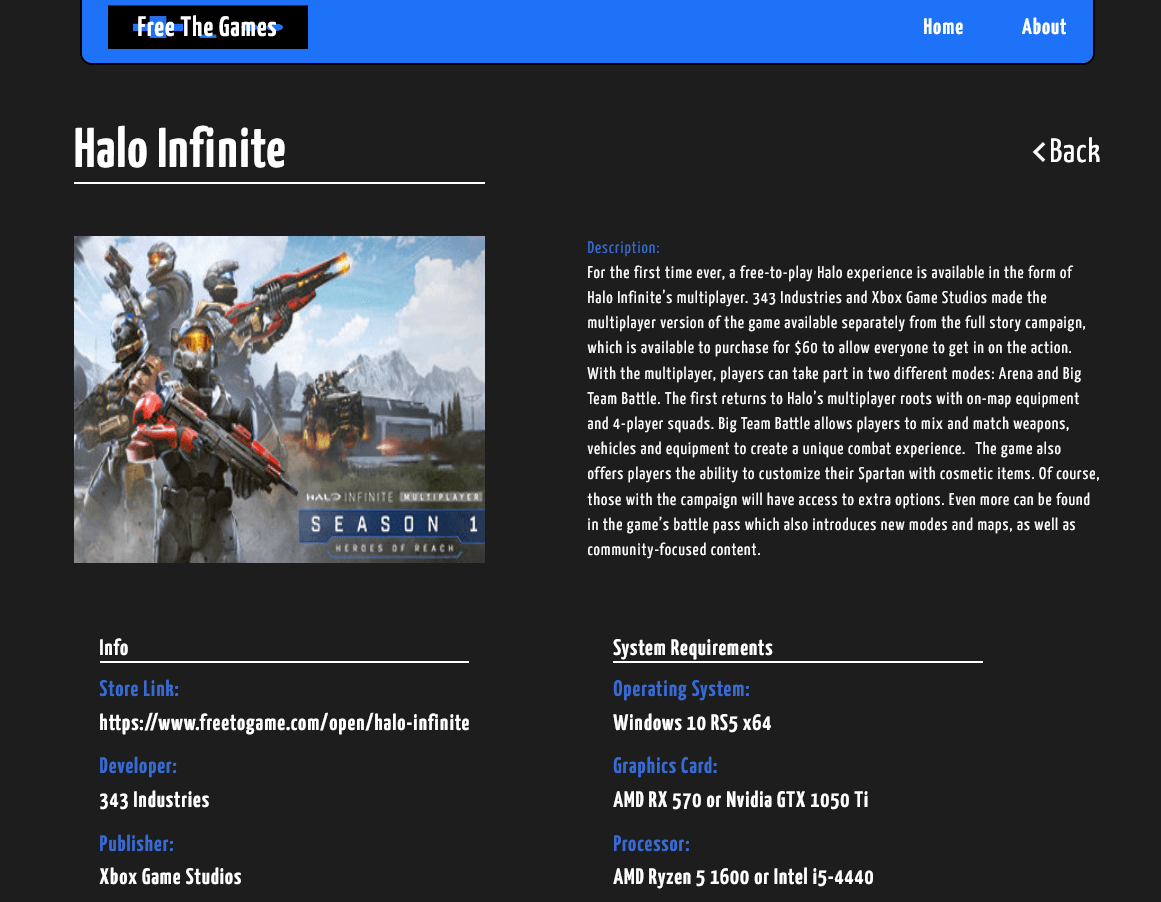 Free The Games
Home
About
Halo Infinite
Back
Description:
For the first time ever, a free-to-play Halo experience is available in the form of
Halo Infinite’s multiplayer. 343 Industries and Xbox Game Studios made the
multiplayer version of the game available separately from the full story campaign,
which is available to purchase for $60 to allow everyone to get in on the action.
With the multiplayer, players can take part in two different modes: Arena and Big
Team Battle. The first returns to Halo’s multiplayer roots with on-map equipment
and 4-player squads. Big Team Battle allows players to mix and match weapons,
vehicles and equipment to create a unique combat experience.   The game also
offers players the ability to customize their Spartan with cosmetic items. Of course,
those with the campaign will have access to extra options. Even more can be found
in the game’s battle pass which also introduces new modes and maps, as well as
community-focused content.
HALO INFINITE MULTIPLAYER
SEASON 1
HEROES OF REACH
Info
Store Link:
https://www.freetogame.com/open/halo-infinite
Developer:
343 Industries
Publisher:
Xbox Game Studios
System Requirements
Operating System:
Windows 10 RS5 x64
Graphics Card:
AMD RX 570 or Nvidia GTX 1050 Ti
Processor:
AMD Ryzen 5 1600 or Intel i5-4440